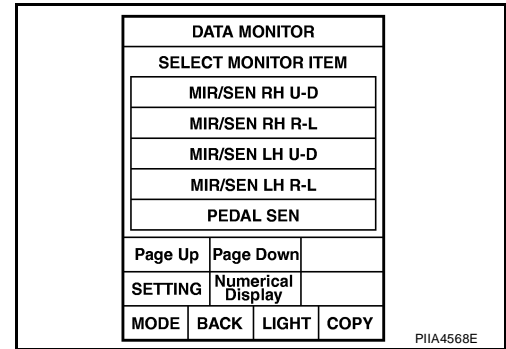 DATA MONITOR
SELECT MONITOR ITEM
MIR/SEN RH U-D
MIR/SEN RH R-L
MIR/SEN LH U-D
MIR/SEN LH R-L
PEDAL SEN
Page Up Page Down
SETTING Numerical
Display
MODE BACK LIGHT COPY
PIIA4568E